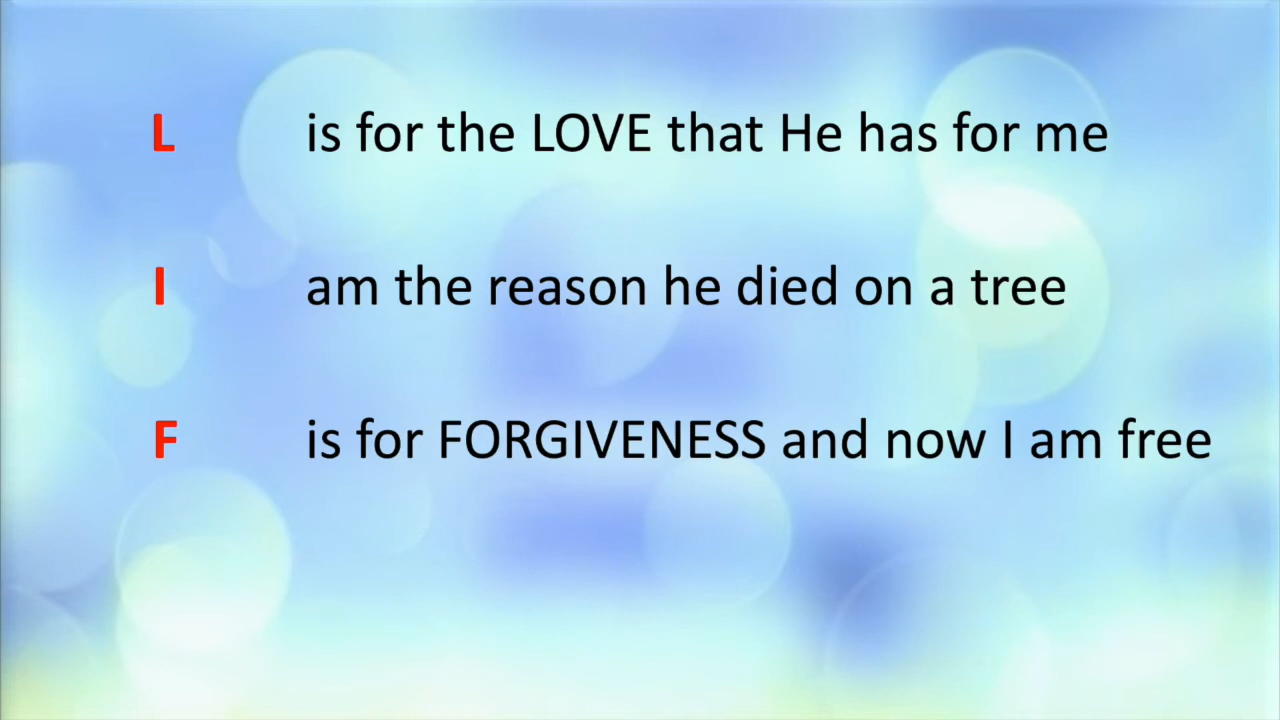 L is for the LOVE that He has for me
I am the reason he died on a tree
F is for FORGIVENESS and now I am free